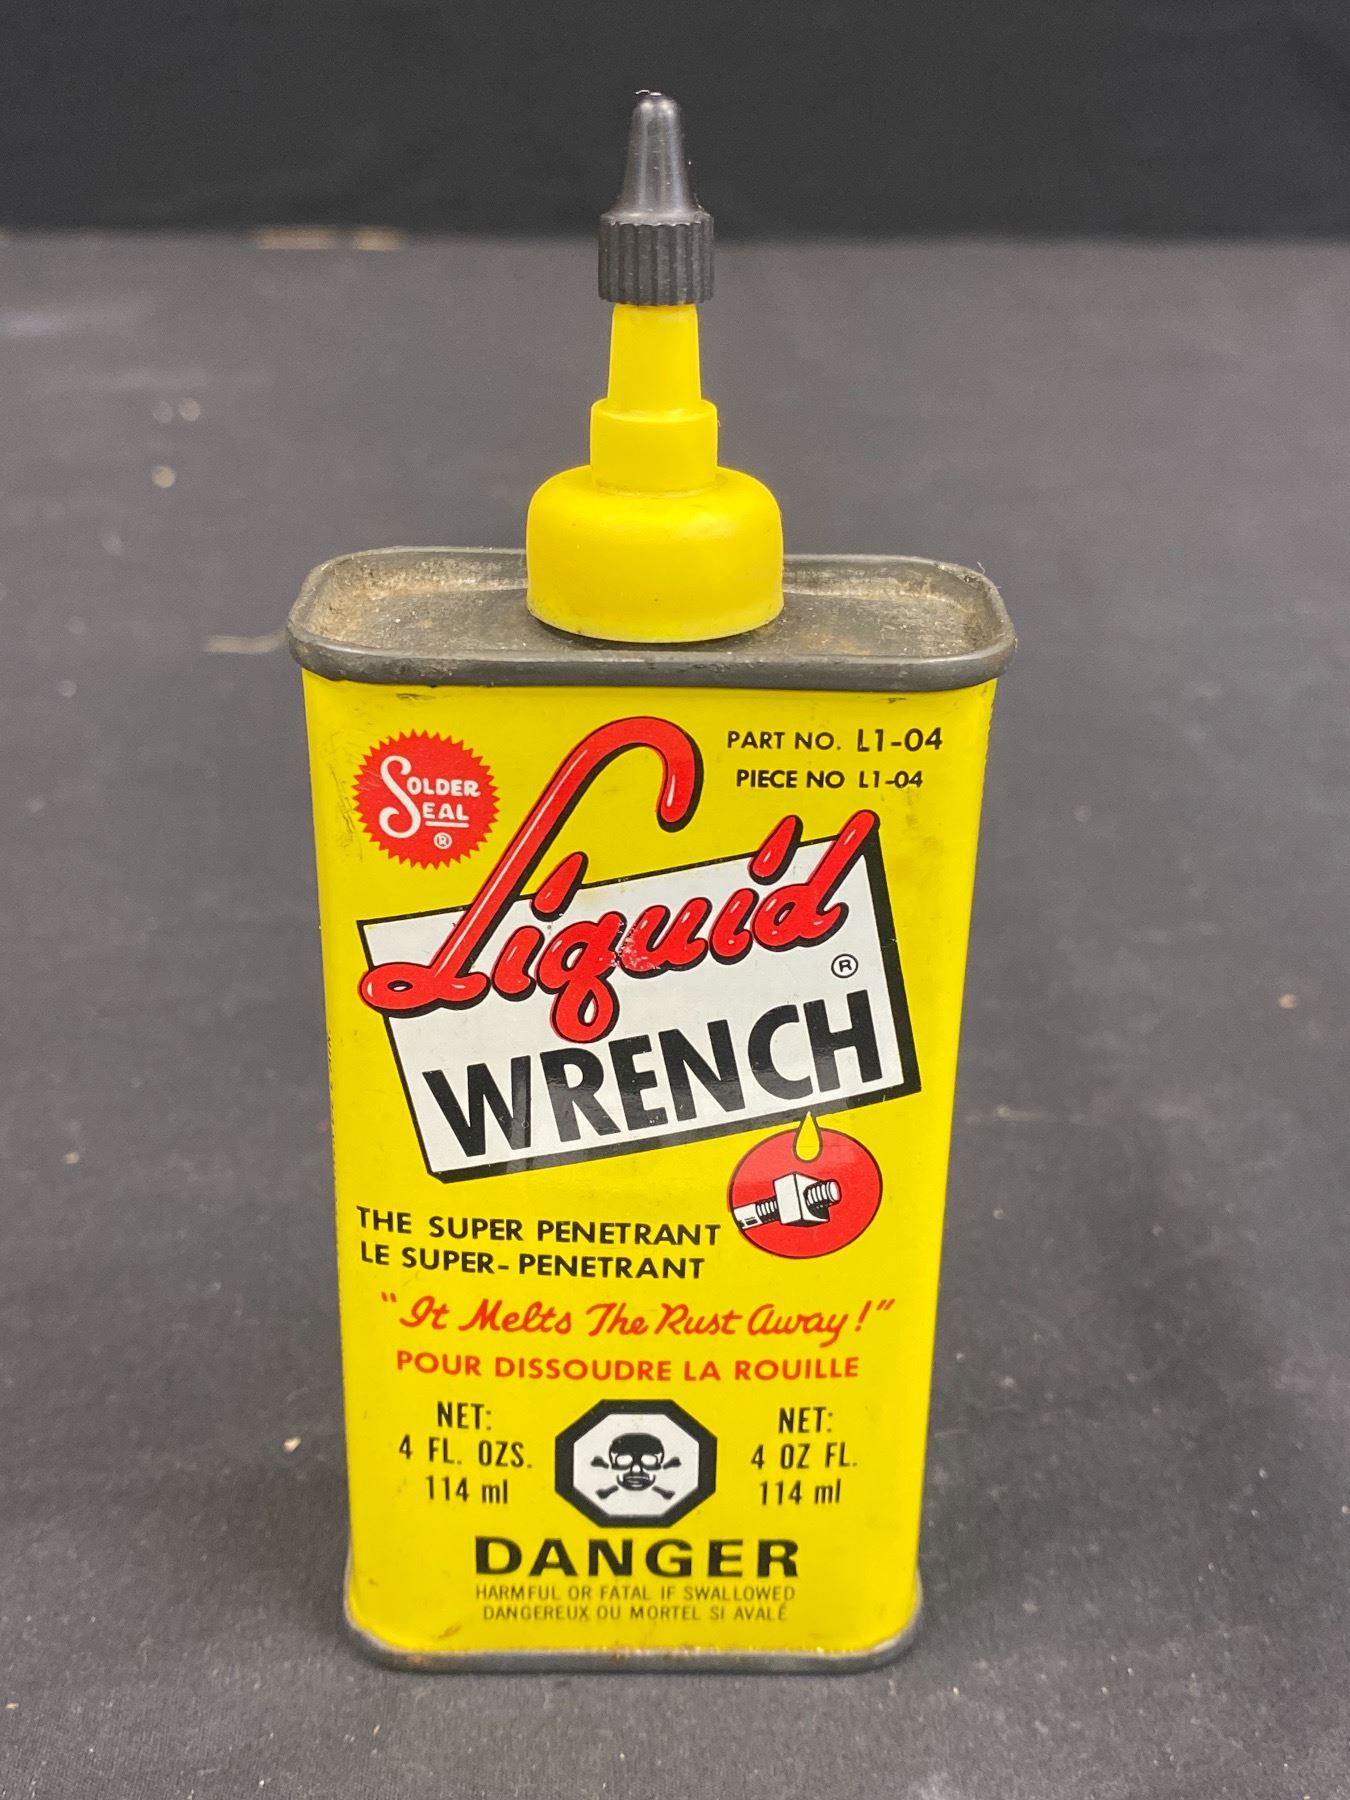 SOLDER
SEAL
®
PART NO. L1-04
PIECE NO L1-04
Liquid
®
WRENCH
THE SUPER PENETRANT
LE SUPER-PENETRANT
"It Melts The Rust Away!"
POUR DISSOUDRE LA ROUILLE
NET:
4 FL. OZS.
114 ml
NET:
4 OZ FL.
114 ml
DANGER
HARMFUL OR FATAL IF SWALLOWED
DANGEREUX OU MORTEL SI AVALÉ